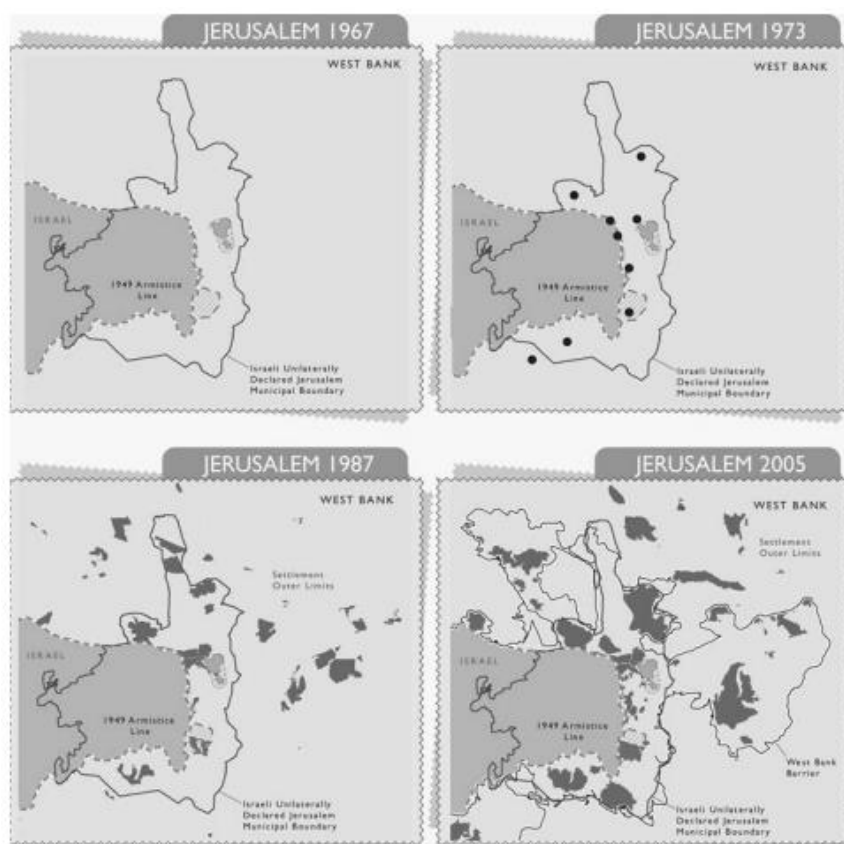 JERUSALEM 1967
WEST BANK
ISRAEL
1949 Armistice
Line
Israeli Unilaterally
Declared Jerusalem
Municipal Boundary
JERUSALEM 1973
WEST BANK
ISRAEL
1949 Armistice
Line
Israeli Unilaterally
Declared Jerusalem
Municipal Boundary
JERUSALEM 1987
WEST BANK
Settlement
Outer Limits
ISRAEL
1949 Armistice
Line
Israeli Unilaterally
Declared Jerusalem
Municipal Boundary
JERUSALEM 2005
WEST BANK
Settlement
Outer Limits
ISRAEL
1949 Armistice
Line
West Bank
Barrier
Israeli Unilaterally
Declared Jerusalem
Municipal Boundary